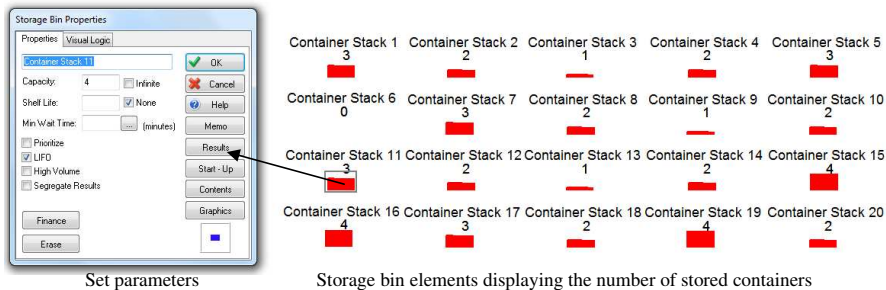 Storage Bin Properties
Properties Visual Logic
Container Stack 11
Capacity: 4 Infinite
Shelf Life: None
Min Wait Time: ... (minutes)
Prioritize
LIFO
High Volume
Segregate Results
Finance
Erase
OK
Cancel
Help
Memo
Results
Start - Up
Contents
Graphics
Container Stack 1 Container Stack 2 Container Stack 3 Container Stack 4 Container Stack 5
3 2 1 2 3
Container Stack 6 Container Stack 7 Container Stack 8 Container Stack 9 Container Stack 10
0 3 2 1 2
Container Stack 11 Container Stack 12 Container Stack 13 Container Stack 14 Container Stack 15
3 2 1 2 4
Container Stack 16 Container Stack 17 Container Stack 18 Container Stack 19 Container Stack 20
4 3 2 4 2
Set parameters
Storage bin elements displaying the number of stored containers